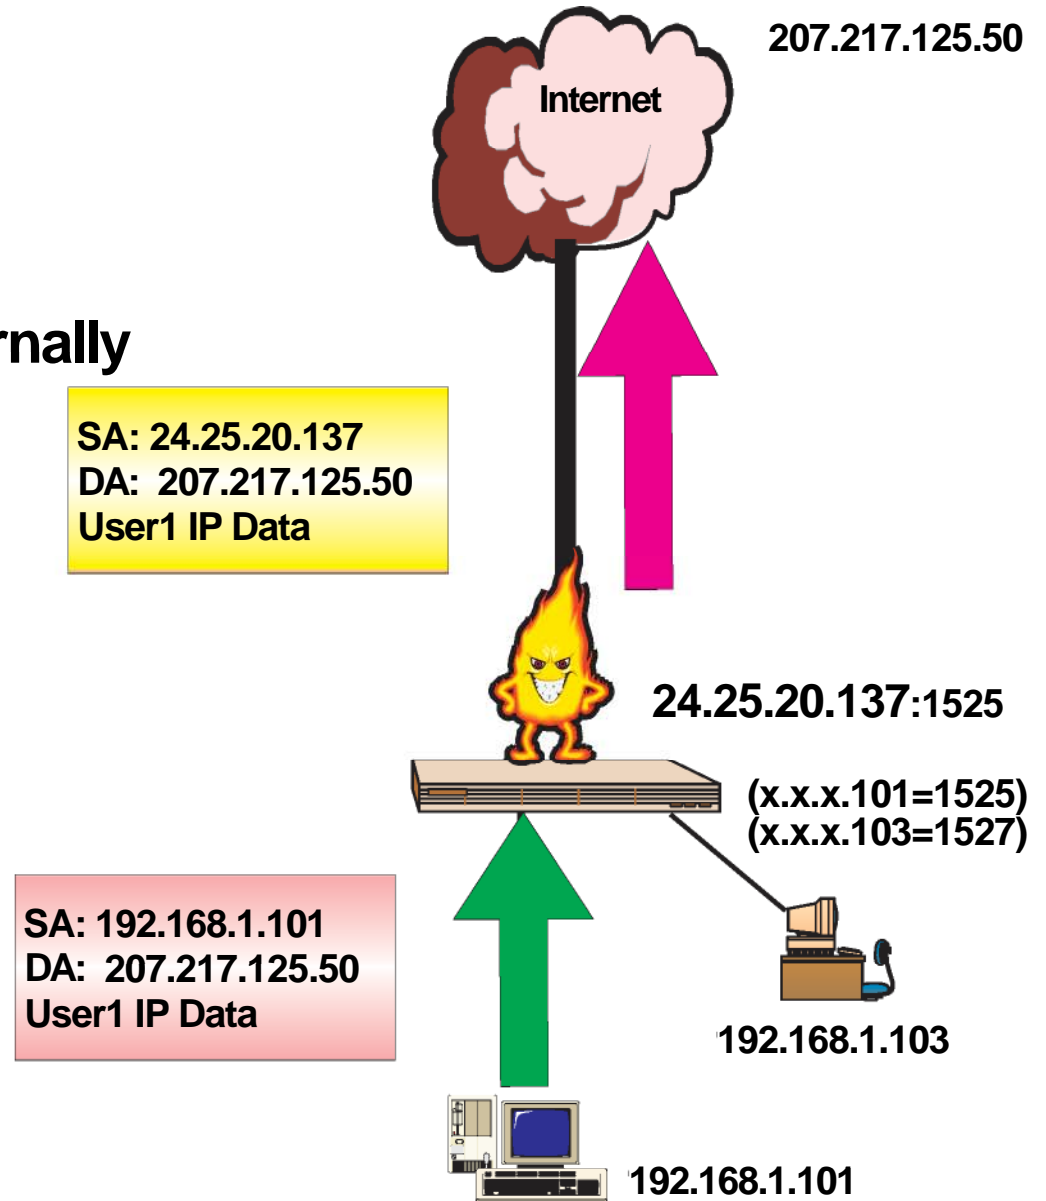 207.217.125.50
Internet
rnally
SA: 24.25.20.137
DA: 207.217.125.50
User1 IP Data
24.25.20.137:1525
(x.x.x.101=1525)
(x.x.x.103=1527)
SA: 192.168.1.101
DA: 207.217.125.50
User1 IP Data
192.168.1.103
192.168.1.101